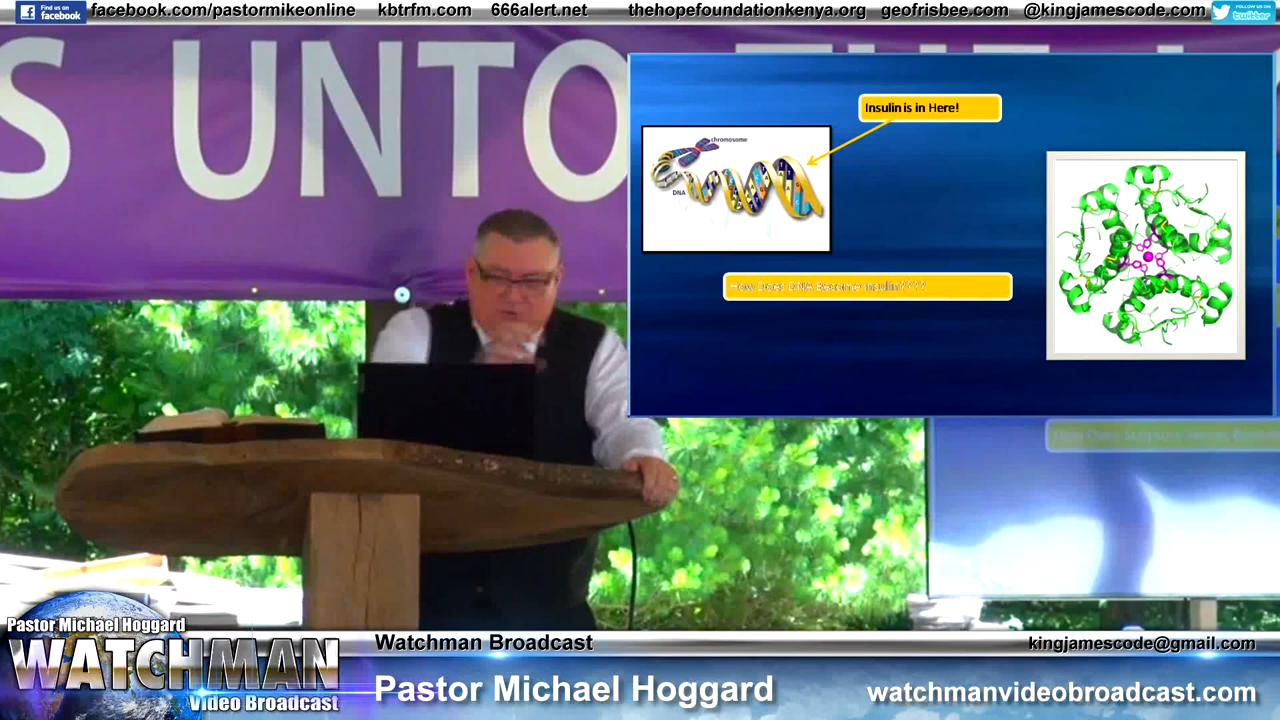 Find us on
facebook
facebook.com/pastormikeonline kbtrfm.com 666alert.net thehopefoundationkenya.org geofrisbee.com @kingjamescode.com
FOLLOW US ON
twitter
S UNTO
Insulin is in Here!
chromosome
DNA
How Does DNA Become Insulin????
Pastor Michael Hoggard
WATCHMAN
Video Broadcast
Watchman Broadcast
kingjamescode@gmail.com
Pastor Michael Hoggard
watchmanvideobroadcast.com